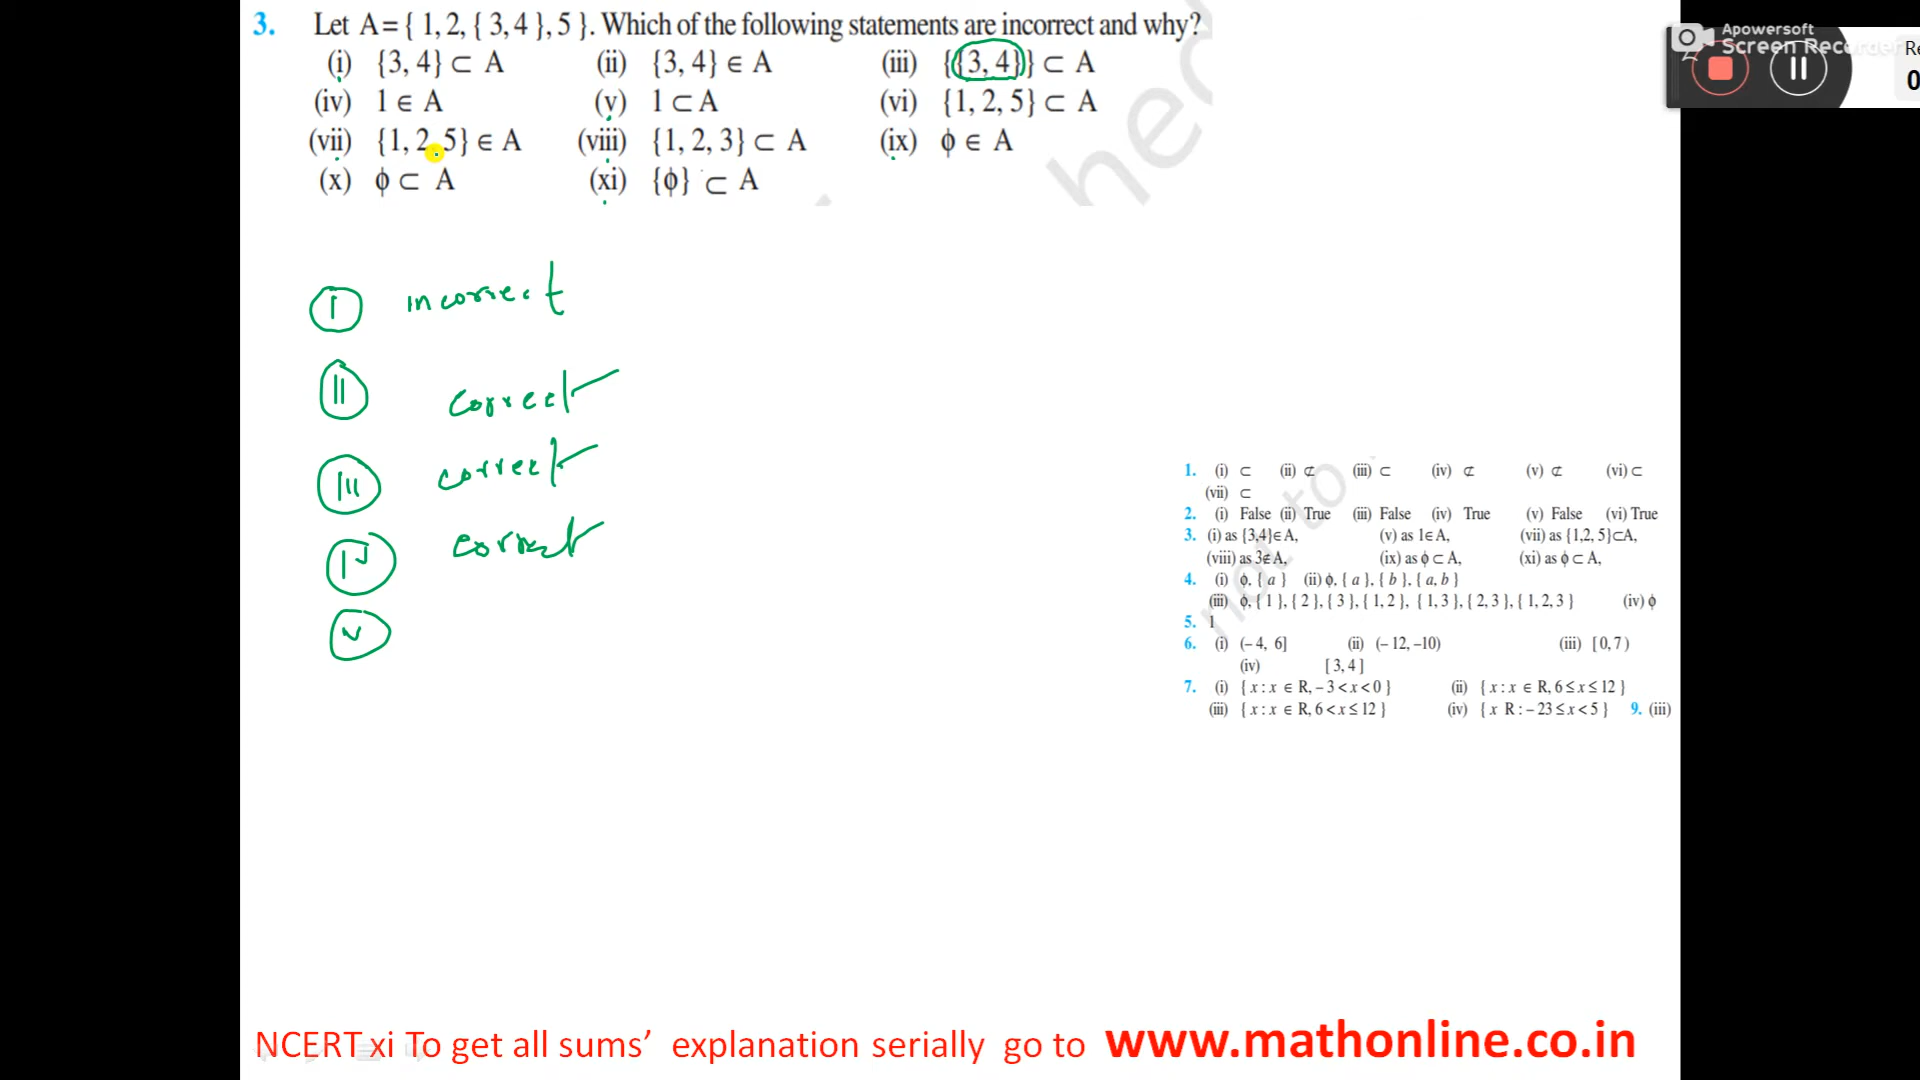 3. Let A = { 1, 2, { 3, 4 }, 5 }. Which of the following statements are incorrect and why?
(i) {3, 4} ⊂ A (ii) {3, 4} ∈ A (iii) {{3, 4}} ⊂ A
(iv) 1 ∈ A (v) 1 ⊂ A (vi) {1, 2, 5} ⊂ A
(vii) {1, 2, 5} ∈ A (viii) {1, 2, 3} ⊂ A (ix) ϕ ∈ A
(x) ϕ ⊂ A (xi) {ϕ} ⊂ A
Apowersoft
Screen Recorder
Re
0
I incorrect
II correct
III correct
IV correct
V
not to
1. (i) ⊂ (ii) ⊄ (iii) ⊂ (iv) ⊄ (v) ⊄ (vi) ⊂
(vii) ⊂
2. (i) False (ii) True (iii) False (iv) True (v) False (vi) True
3. (i) as {3,4}∈A, (v) as 1∈A, (vii) as {1,2, 5}⊂A,
(viii) as 3∉A, (ix) as ϕ ⊂ A, (xi) as ϕ ⊂ A,
4. (i) ϕ, { a } (ii) ϕ, { a }, { b }, { a, b }
(iii) ϕ, { 1 }, { 2 }, { 3 }, { 1, 2 }, { 1, 3 }, { 2, 3 }, { 1, 2, 3 } (iv) ϕ
5. 1
6. (i) (– 4, 6] (ii) (– 12, –10) (iii) [ 0, 7 )
(iv) [ 3, 4 ]
7. (i) { x : x ∈ R, – 3 < x < 0 } (ii) { x : x ∈ R, 6 ≤ x ≤ 12 }
(iii) { x : x ∈ R, 6 < x ≤ 12 } (iv) { x R : – 23 ≤ x < 5 } 9. (iii)
NCERT xi To get all sums’ explanation serially go to www.mathonline.co.in